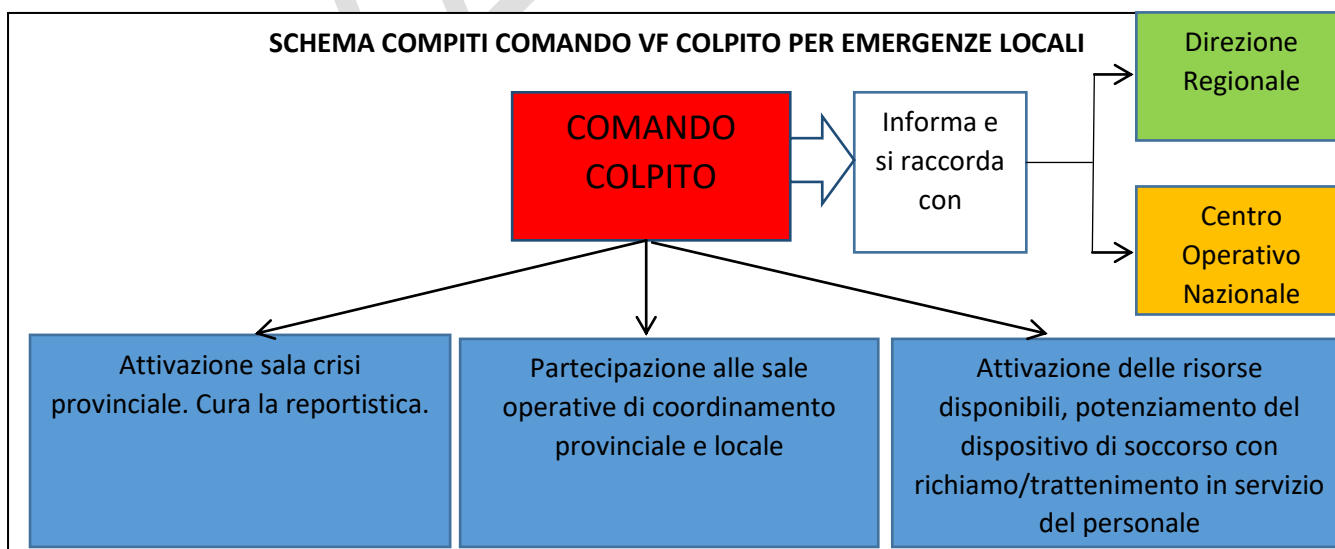 SCHEMA COMPITI COMANDO VF COLPITO PER EMERGENZE LOCALI
COMANDO
COLPITO
Informa e
si raccorda
con
Direzione
Regionale
Centro
Operativo
Nazionale
Attivazione sala crisi
provinciale. Cura la reportistica.
Partecipazione alle sale
operative di coordinamento
provinciale e locale
Attivazione delle risorse
disponibili, potenziamento del
dispositivo di soccorso con
richiamo/trattenimento in servizio
del personale